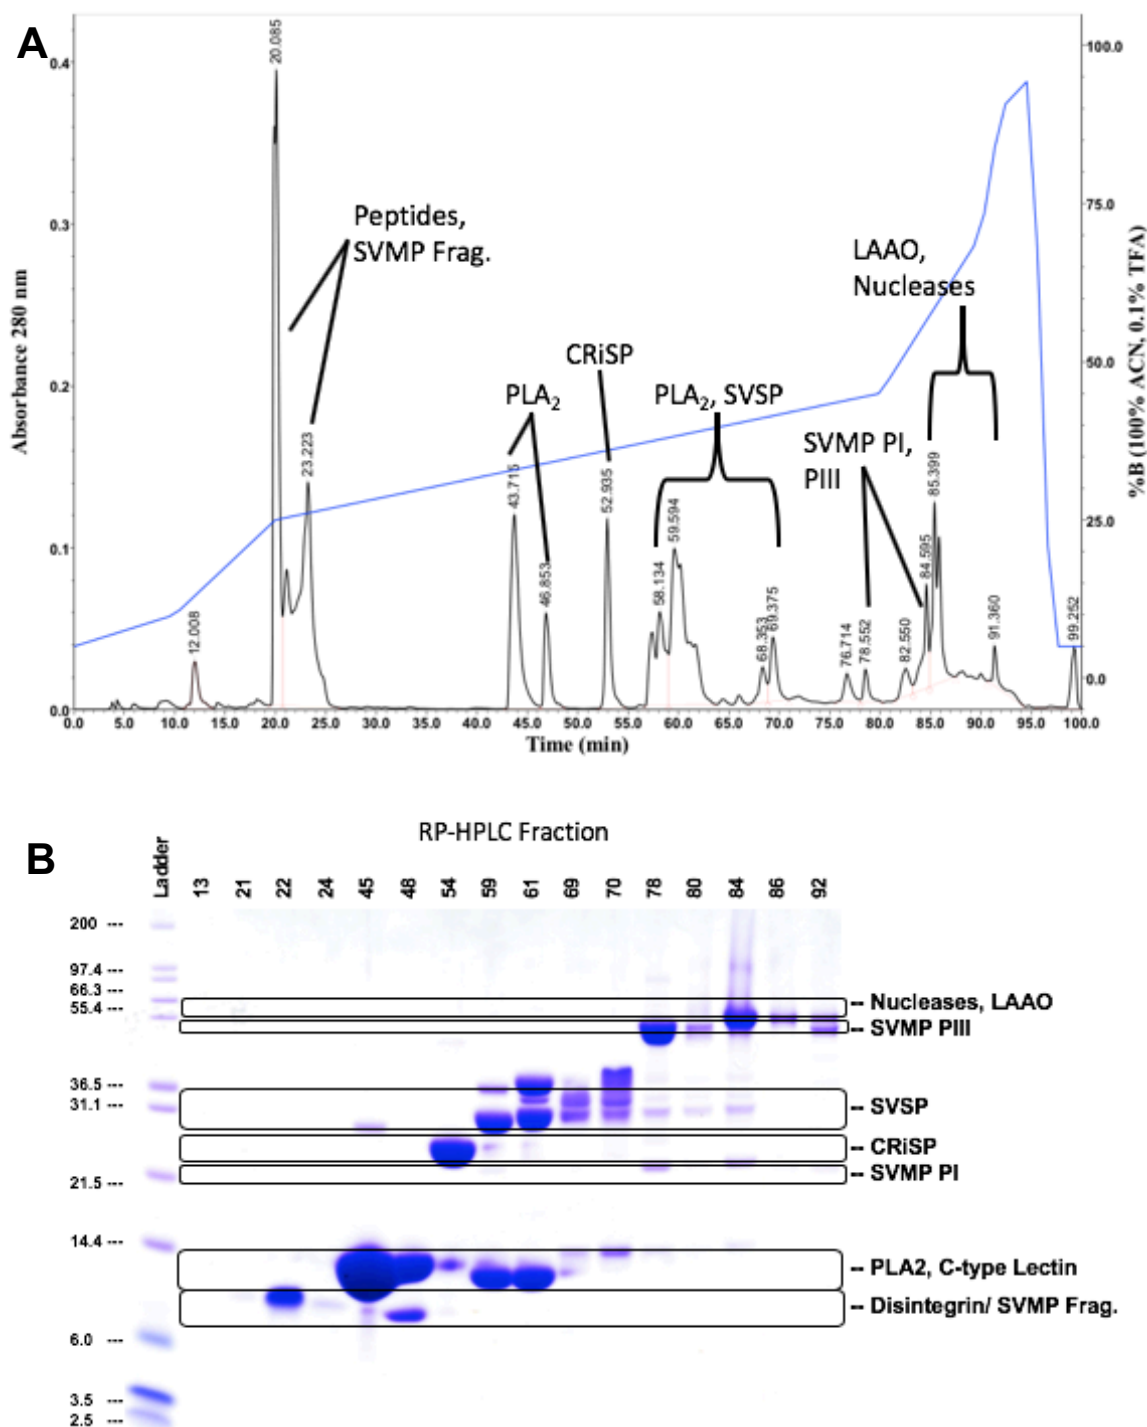 A
Absorbance 280 nm
%B (100% ACN, 0.1% TFA)
0.4
0.3
0.2
0.1
0.0
100.0
75.0
50.0
25.0
0.0
20.085
Peptides,
SVMP Frag.
LAAO,
Nucleases
CRiSP
PLA2
PLA2, SVSP
SVMP PI,
PIII
12.008
23.223
43.715
46.853
52.935
58.134
59.594
68.353
69.375
76.714
78.552
82.550
84.595
85.399
91.360
99.252
0.0 5.0 10.0 15.0 20.0 25.0 30.0 35.0 40.0 45.0 50.0 55.0 60.0 65.0 70.0 75.0 80.0 85.0 90.0 95.0 100.0
Time (min)
B
RP-HPLC Fraction
Ladder 13 21 22 24 45 48 54 59 61 69 70 78 80 84 86 92
200 ---
97.4 ---
66.3 ---
55.4 ---
36.5 ---
31.1 ---
21.5 ---
14.4 ---
6.0 ---
3.5 ---
2.5 ---
-- Nucleases, LAAO
-- SVMP PIII
-- SVSP
-- CRiSP
-- SVMP PI
-- PLA2, C-type Lectin
-- Disintegrin/ SVMP Frag.